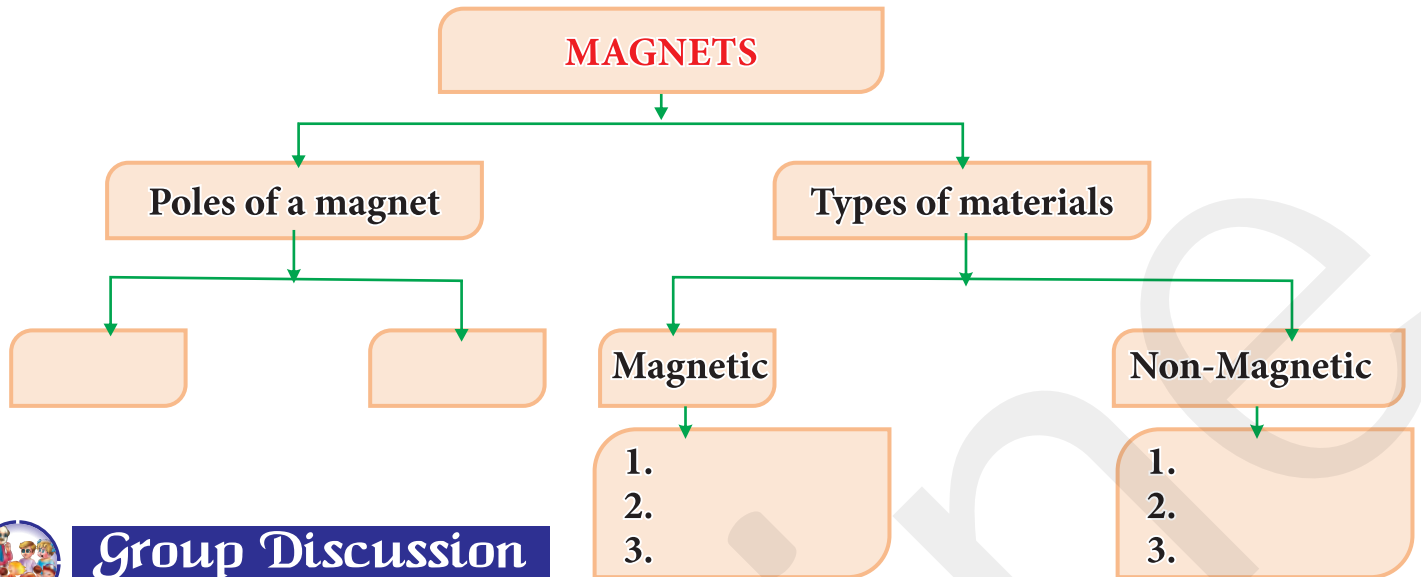 MAGNETS
Poles of a magnet
Types of materials
Magnetic
Non-Magnetic
1.
2.
3.
1.
2.
3.
Group Discussion